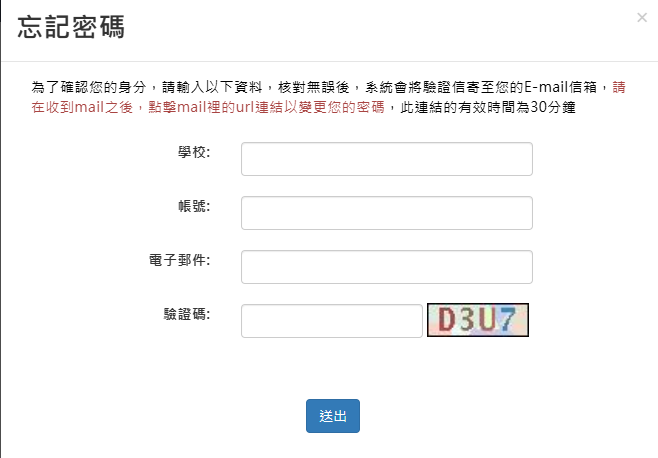 忘記密碼
×
為了確認您的身分，請輸入以下資料，核對無誤後，系統會將驗證信寄至您的E-mail信箱，請
在收到mail之後，點擊mail裡的url連結以變更您的密碼，此連結的有效時間為30分鐘
學校:
帳號:
電子郵件:
驗證碼: D3U7
送出